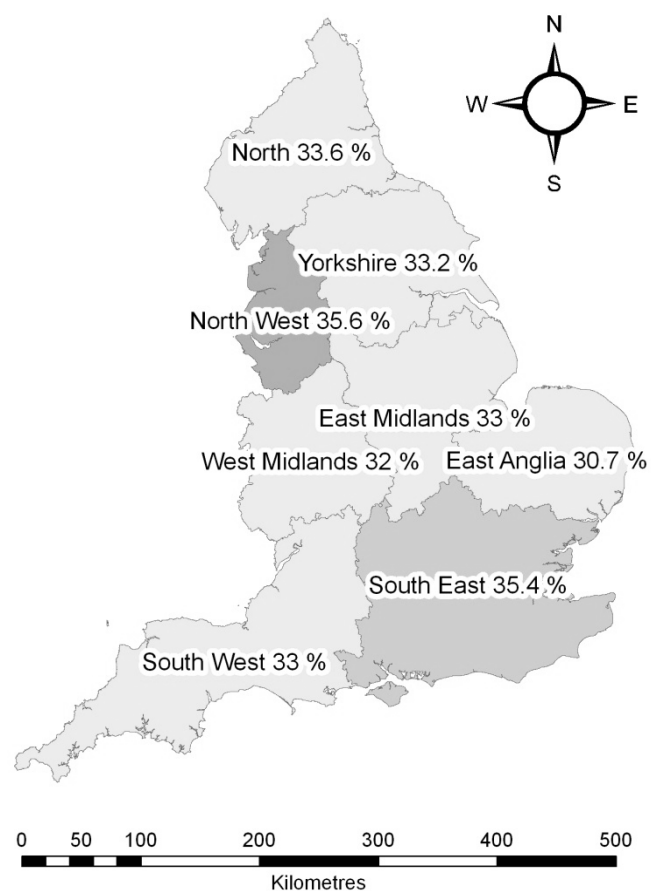 N
W E
S
North 33.6 %
Yorkshire 33.2 %
North West 35.6 %
East Midlands 33 %
West Midlands 32 %
East Anglia 30.7 %
South East 35.4 %
South West 33 %
0 50 100 200 300 400 500
Kilometres